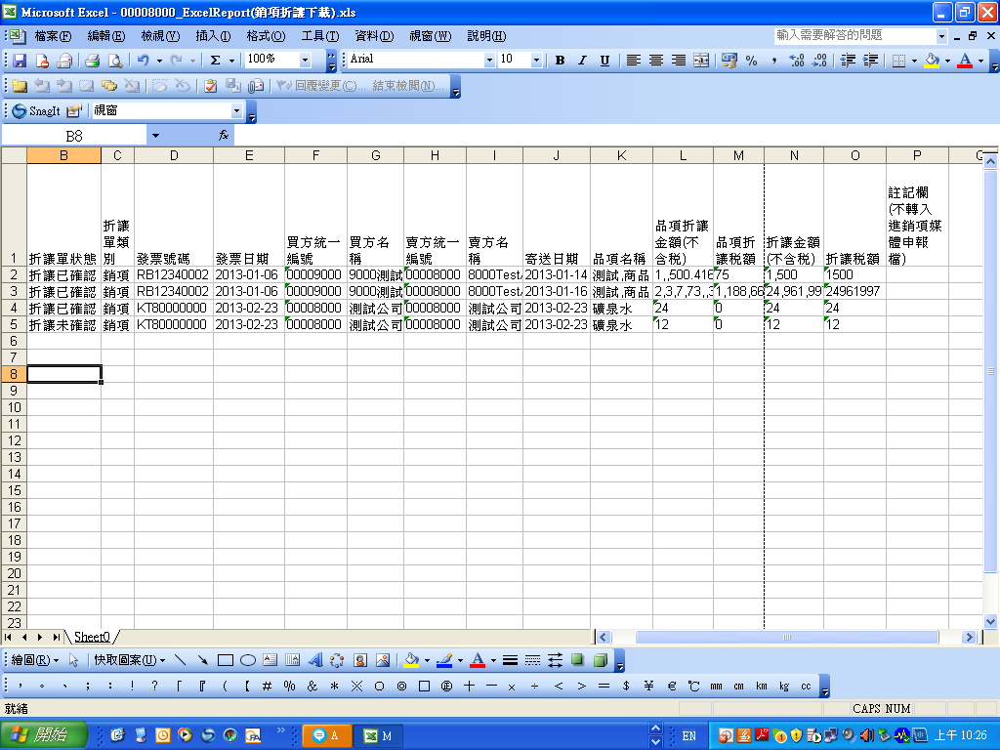 Microsoft Excel - 00008000_ExcelReport(銷項折讓下載).xls
檔案(F) 編輯(E) 檢視(V) 插入(I) 格式(O) 工具(T) 資料(D) 視窗(W) 說明(H) 輸入需要解答的問題
Σ 100% Arial 10 B I U % ,
回覆變更(C)... 結束檢閱(N)...
SnagIt 視窗
B8 fx
B C D E F G H I J K L M N O P
1 折讓單狀態 折讓單類別 發票號碼 發票日期 買方統一編號 買方名稱 賣方統一編號 賣方名稱 寄送日期 品項名稱 品項折讓金額(不含稅) 品項折讓稅額 折讓金額(不含稅) 折讓稅額 註記欄(不轉入進銷項媒體申報檔)
2 折讓已確認 銷項 RB12340002 2013-01-06 00009000 9000測試 00008000 8000Test 2013-01-14 測試,商品 1,,500.416 75 1,500 1500
3 折讓已確認 銷項 RB12340002 2013-01-06 00009000 9000測試 00008000 8000Test 2013-01-16 測試,商品 2,3,7,73,,3 1,188,66 24,961,99 24961997
4 折讓已確認 銷項 KT80000000 2013-02-23 00008000 測試公司 00008000 測試公司 2013-02-23 礦泉水 24 0 24 24
5 折讓未確認 銷項 KT80000000 2013-02-23 00008000 測試公司 00008000 測試公司 2013-02-23 礦泉水 12 0 12 12
6
7
8
9
10
11
12
13
14
15
16
17
18
19
20
21
22
23
Sheet0
繪圖(R) 快取圖案(U)
, 。 、 ; : ! ? 「 『 ( 【 # % & * ※ ○ ◎ □ ㊣ + － × ÷ < > = $ ¥ € ℃ mm cm km kg cc
就緒 CAPS NUM
開始 A M EN 上午 10:26